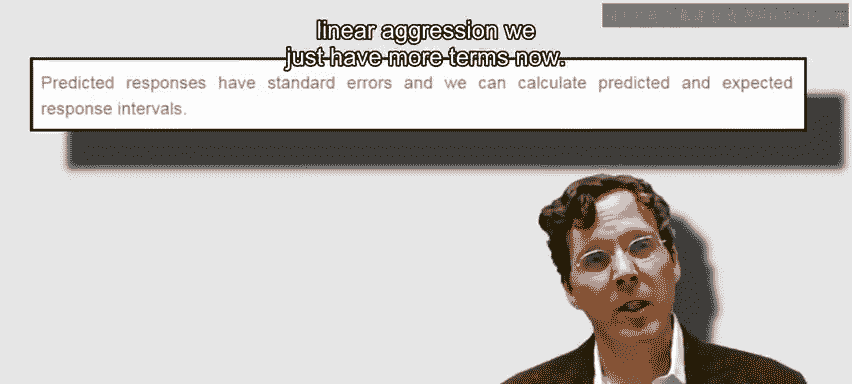 linear aggression we
just have more terms now.
Predicted responses have standard errors and we can calculate predicted and expected
response intervals.